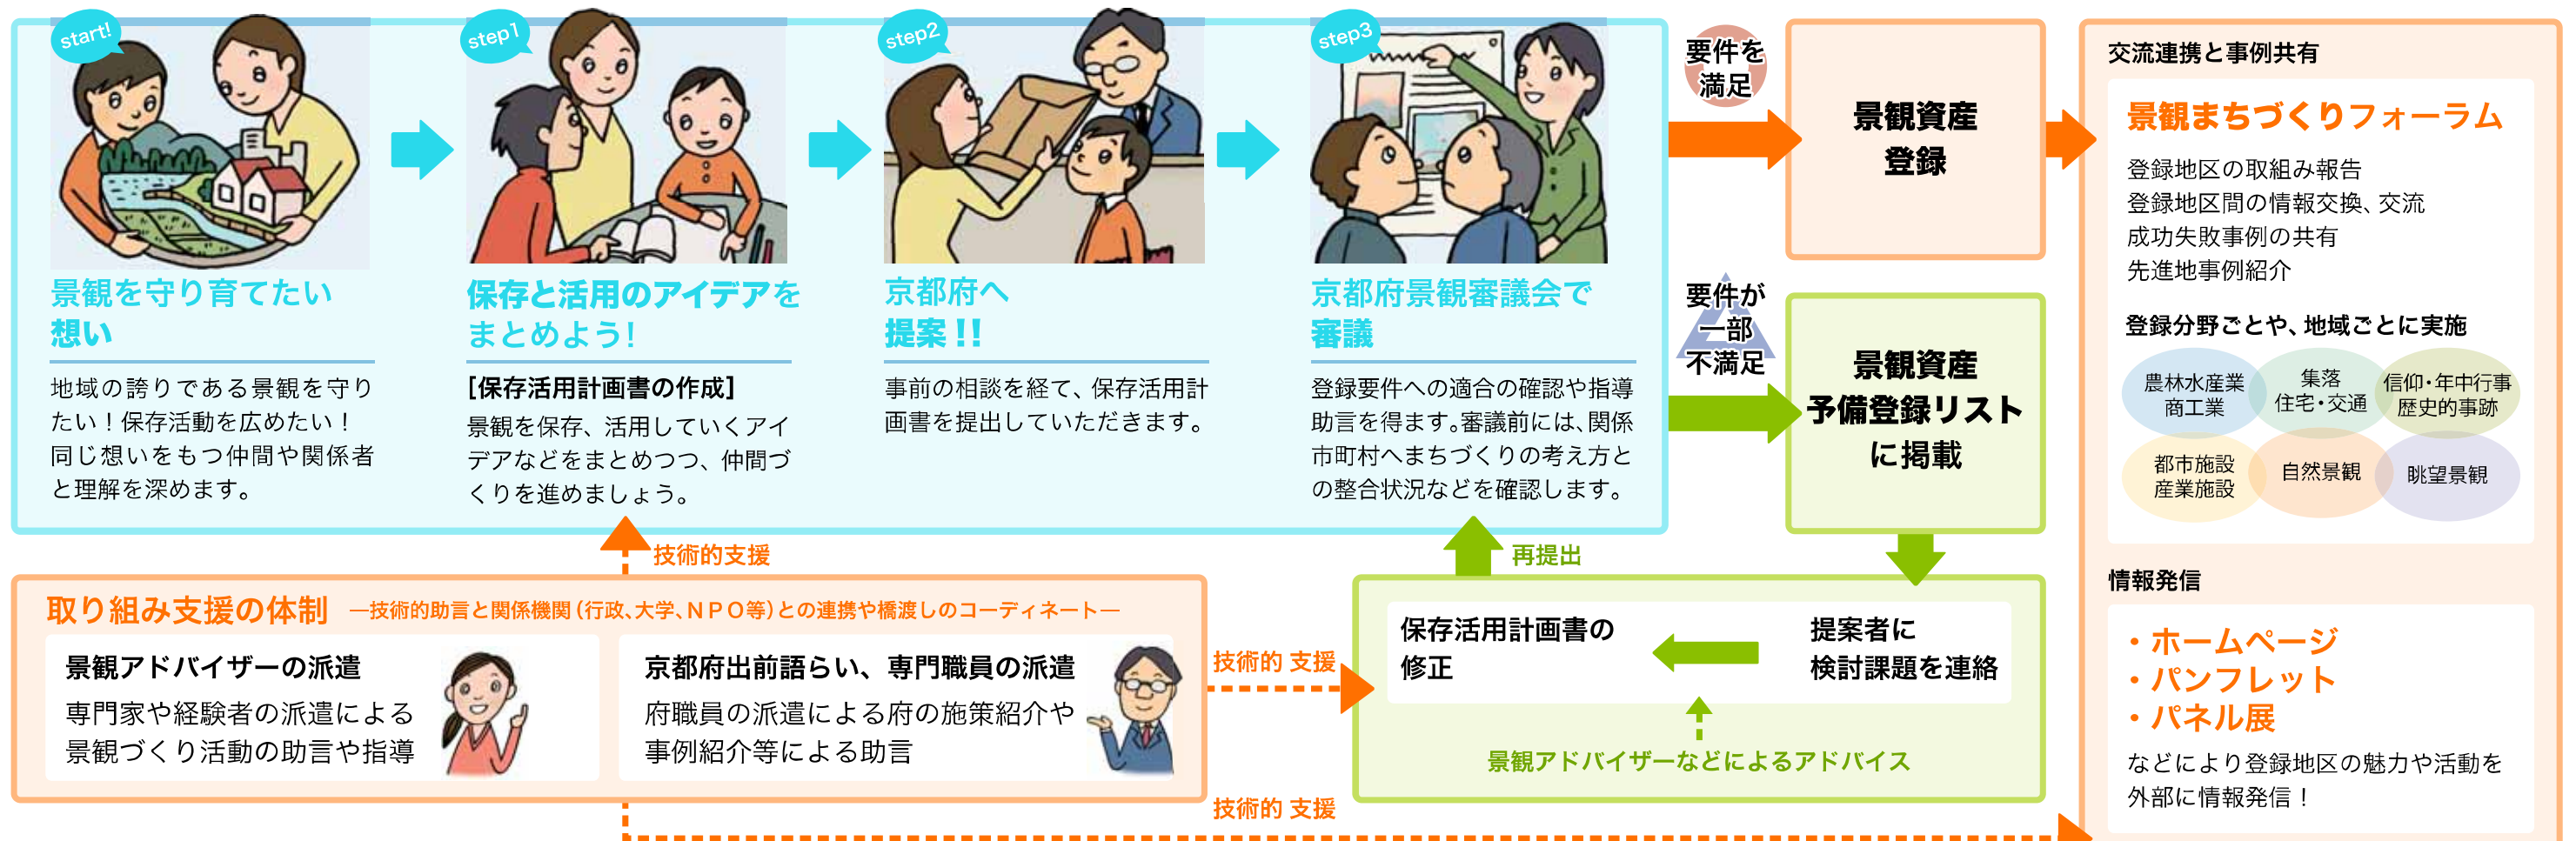 start!
景観を守り育てたい
想い
地域の誇りである景観を守り
たい！保存活動を広めたい！
同じ想いをもつ仲間や関係者
と理解を深めます。
step1
保存と活用のアイデアを
まとめよう！
［保存活用計画書の作成］
景観を保存、活用していくアイ
デアなどをまとめつつ、仲間づ
くりを進めましょう。
step2
京都府へ
提案！！
事前の相談を経て、保存活用計
画書を提出していただきます。
step3
京都府景観審議会で
審議
登録要件への適合の確認や指導
助言を得ます。審議前には、関係
市町村へまちづくりの考え方と
の整合状況などを確認します。
要件を
満足
景観資産
登録
要件が
一部
不満足
景観資産
予備登録リスト
に掲載
交流連携と事例共有
景観まちづくりフォーラム
登録地区の取組み報告
登録地区間の情報交換、交流
成功失敗事例の共有
先進地事例紹介
登録分野ごとや、地域ごとに実施
農林水産業
商工業
集落
住宅・交通
信仰・年中行事
歴史的事跡
都市施設
産業施設
自然景観
眺望景観
情報発信
・ホームページ
・パンフレット
・パネル展
などにより登録地区の魅力や活動を
外部に情報発信！
技術的支援
再提出
取り組み支援の体制 ―技術的助言と関係機関（行政、大学、ＮＰＯ等）との連携や橋渡しのコーディネート―
景観アドバイザーの派遣
専門家や経験者の派遣による
景観づくり活動の助言や指導
京都府出前語らい、専門職員の派遣
府職員の派遣による府の施策紹介や
事例紹介等による助言
技術的 支援
保存活用計画書の
修正
提案者に
検討課題を連絡
景観アドバイザーなどによるアドバイス
技術的 支援